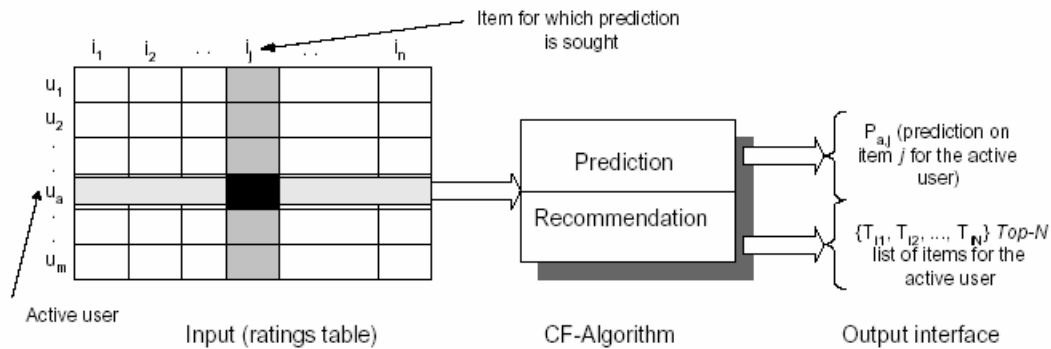 Item for which prediction
is sought
i1 i2 . . ij . . in
u1
u2
.
.
ua
.
.
um
Active user
Prediction
Recommendation
Pa,j (prediction on
item j for the active
user)
{Ti1, Ti2, ..., TiN} Top-N
list of items for the
active user
Input (ratings table) CF-Algorithm Output interface